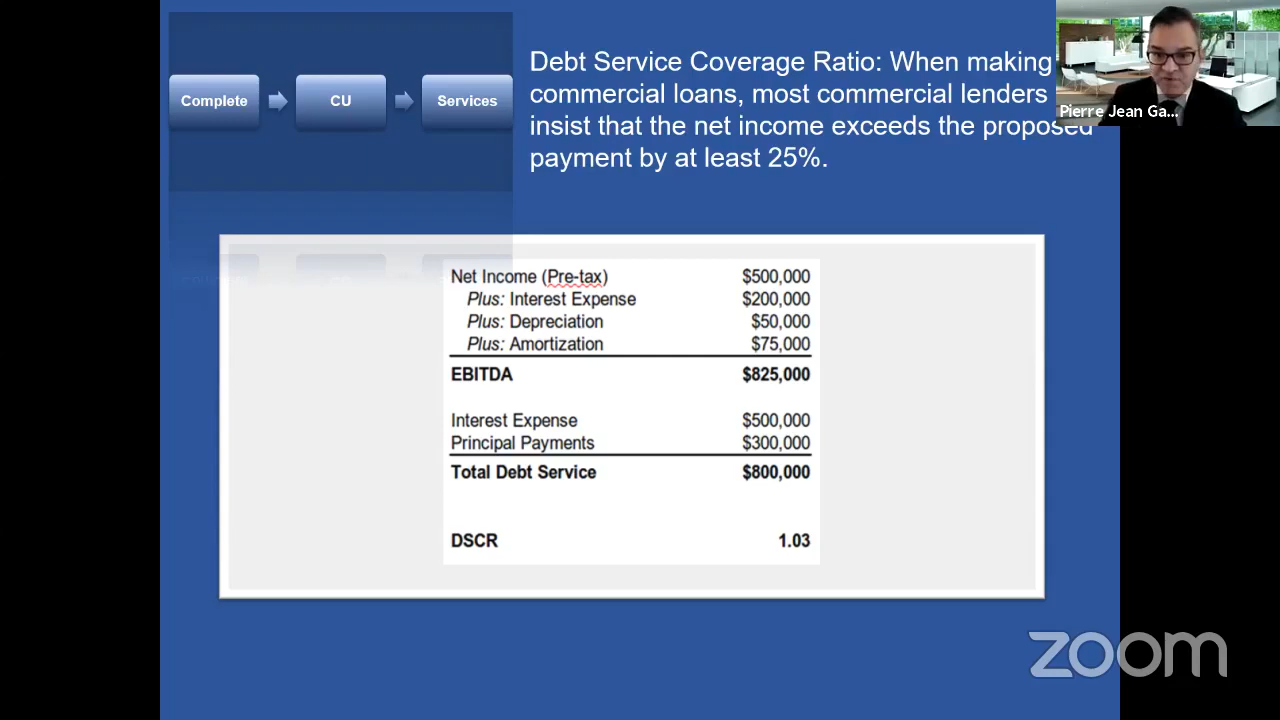 Complete
CU
Services
Debt Service Coverage Ratio: When making
commercial loans, most commercial lenders
insist that the net income exceeds the proposed
payment by at least 25%.
Pierre Jean Ga...
Net Income (Pre-tax) $500,000
Plus: Interest Expense $200,000
Plus: Depreciation $50,000
Plus: Amortization $75,000
EBITDA $825,000
Interest Expense $500,000
Principal Payments $300,000
Total Debt Service $800,000
DSCR 1.03
zoom